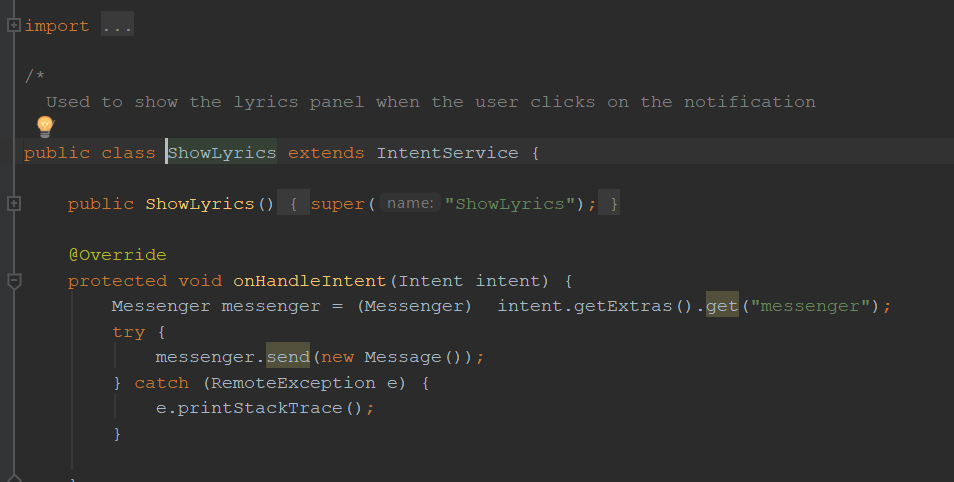 import ...
/*
Used to show the lyrics panel when the user clicks on the notification
public class ShowLyrics extends IntentService {
public ShowLyrics() { super( name: "ShowLyrics"); }
@Override
protected void onHandleIntent(Intent intent) {
Messenger messenger = (Messenger)  intent.getExtras().get("messenger");
try {
messenger.send(new Message());
} catch (RemoteException e) {
e.printStackTrace();
}